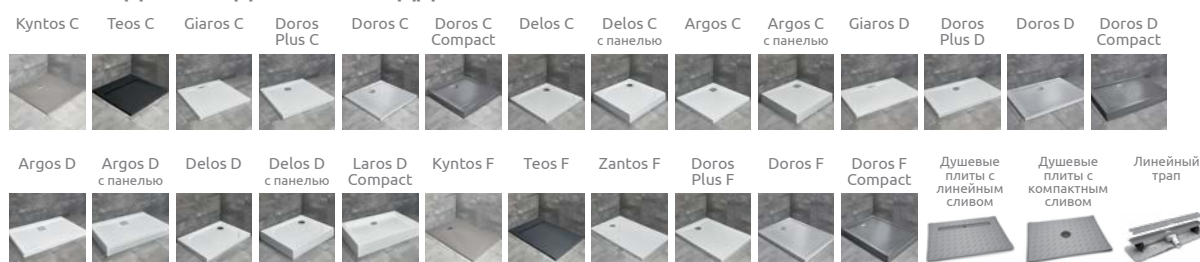 Kyntos C
Teos C
Giaros C
Doros
Plus C
Doros C
Doros C
Compact
Delos C
Delos C
с панелью
Argos C
Argos C
с панелью
Giaros D
Doros
Plus D
Doros D
Doros D
Compact
Argos D
Argos D
с панелью
Delos D
Delos D
с панелью
Laros D
Compact
Kyntos F
Teos F
Zantos F
Doros
Plus F
Doros F
Doros F
Compact
Душевые
плиты с
линейным
сливом
Душевые
плиты с
компактным
сливом
Линейный
трап